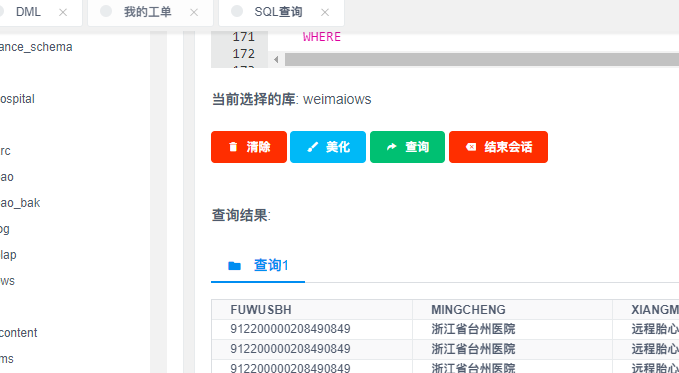 DML
我的工单
SQL查询
ance_schema
ospital
rc
ao
ao_bak
og
lap
ws
content
ms
171 WHERE
172
当前选择的库: weimaiows
清除 美化 查询 结束会话
查询结果:
查询1
FUWUSBH MINGCHENG XIANGM
912200000208490849 浙江省台州医院 远程胎心
912200000208490849 浙江省台州医院 远程胎心
912200000208490849 浙江省台州医院 远程胎心